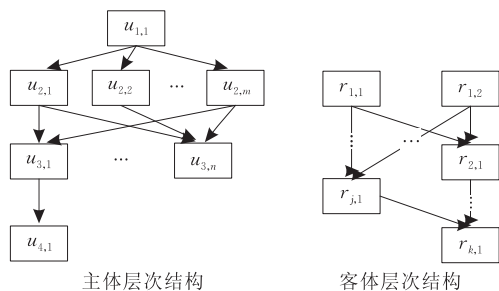 u1,1
u2,1 u2,2 ··· u2,m
r1,1 r1,2
u3,1 ··· u3,n
··· r2,1
rj,1
u4,1
rk,1
主体层次结构 客体层次结构